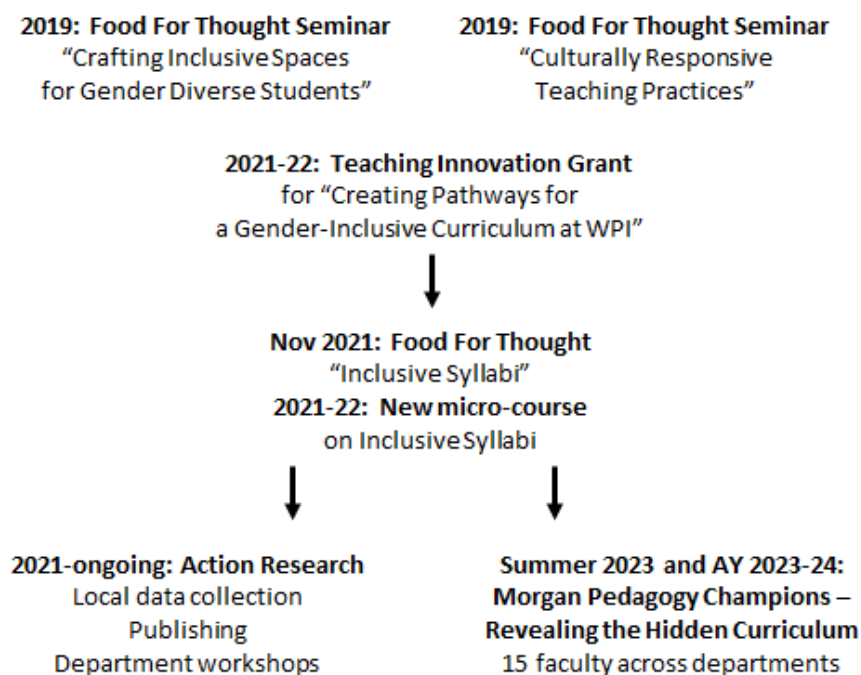 2019: Food For Thought Seminar
“Crafting Inclusive Spaces
for Gender Diverse Students”
2019: Food For Thought Seminar
“Culturally Responsive
Teaching Practices”
2021-22: Teaching Innovation Grant
for “Creating Pathways for
a Gender-Inclusive Curriculum at WPI”
Nov 2021: Food For Thought
“Inclusive Syllabi”
2021-22: New micro-course
on Inclusive Syllabi
2021-ongoing: Action Research
Local data collection
Publishing
Department workshops
Summer 2023 and AY 2023-24:
Morgan Pedagogy Champions –
Revealing the Hidden Curriculum
15 faculty across departments